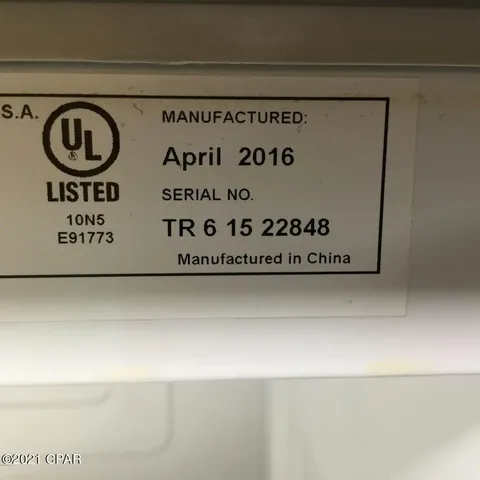 S.A.
UL
LISTED
10N5
E91773
MANUFACTURED:
April 2016
SERIAL NO.
TR 6 15 22848
Manufactured in China
©2021 CPAR